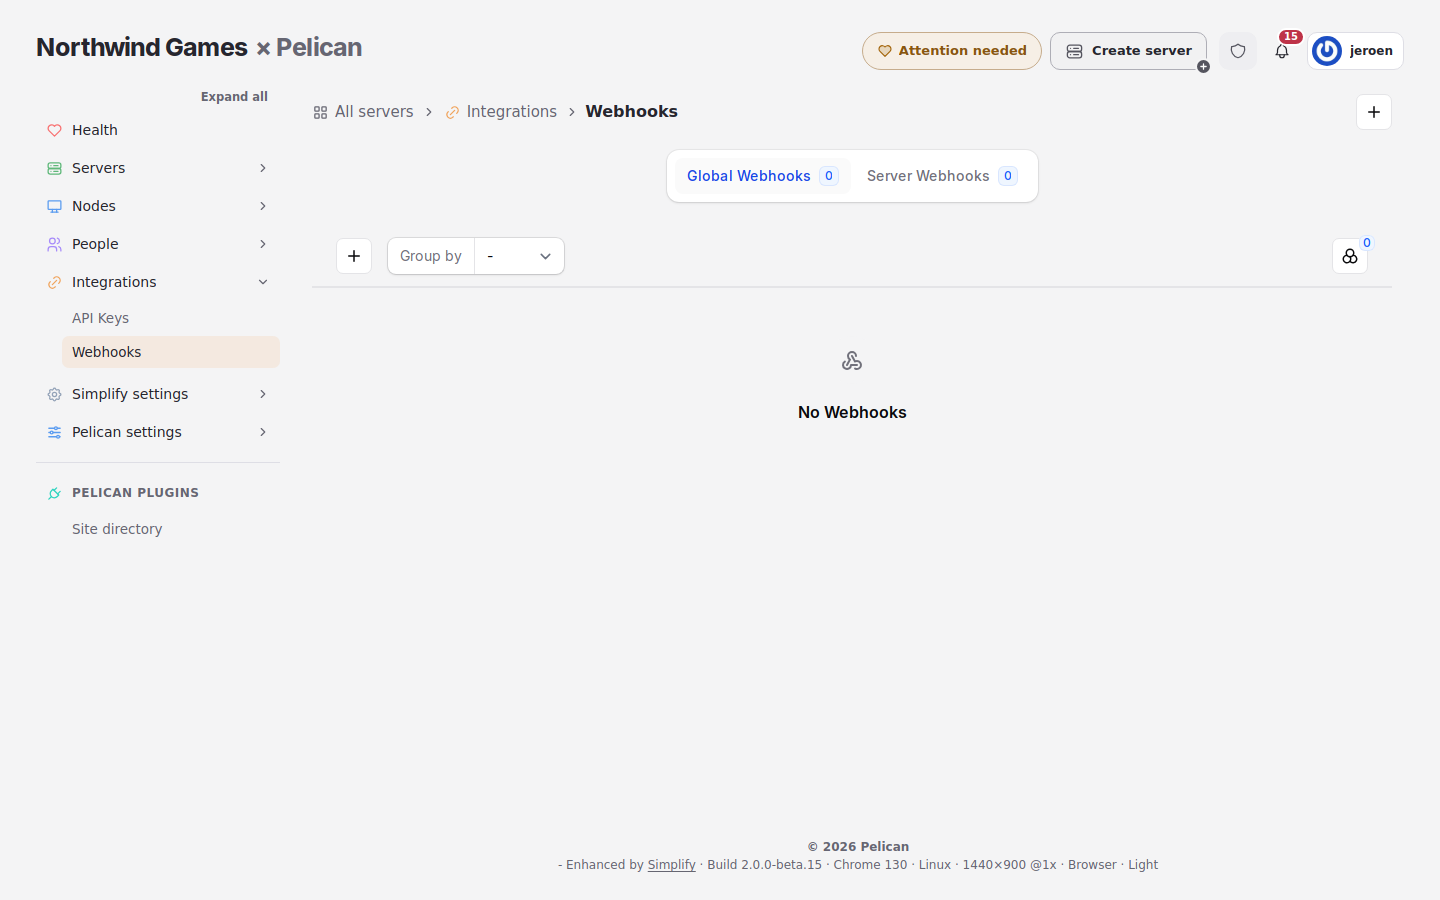 Northwind Games × Pelican
Attention needed
Create server
15
jeroen
Expand all
Health
Servers
Nodes
People
Integrations
API Keys
Webhooks
Simplify settings
Pelican settings
PELICAN PLUGINS
Site directory
All servers
Integrations
Webhooks
Global Webhooks 0
Server Webhooks 0
Group by -
0
No Webhooks
© 2026 Pelican
- Enhanced by Simplify · Build 2.0.0-beta.15 · Chrome 130 · Linux · 1440×900 @1x · Browser · Light